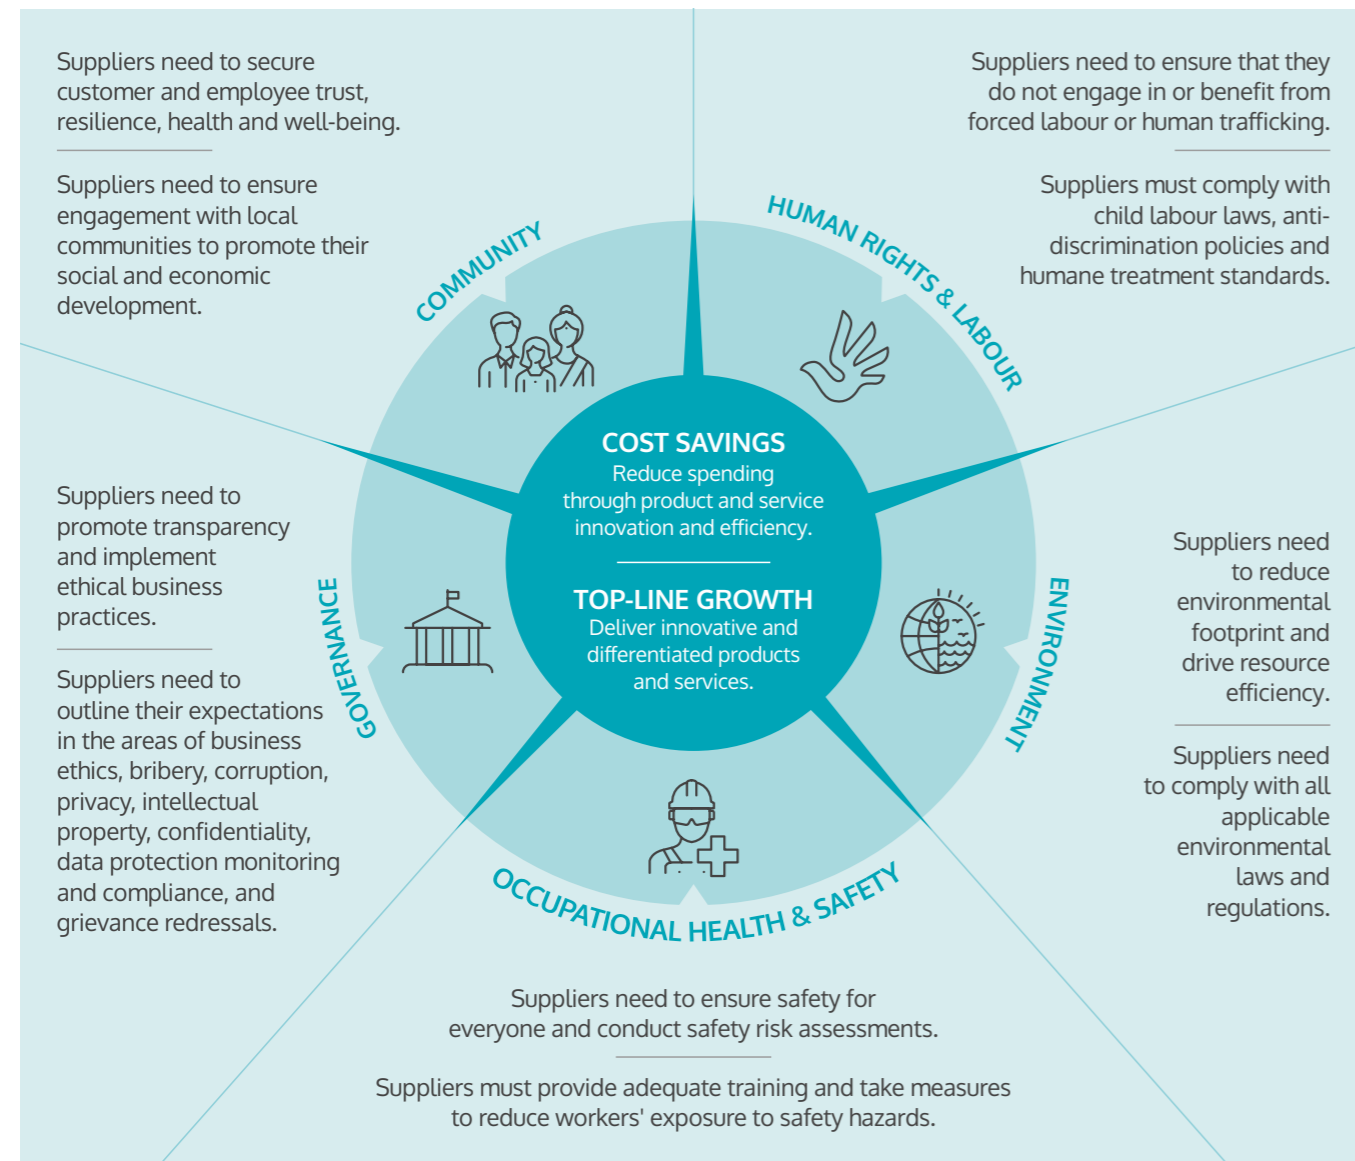 Suppliers need to secure
customer and employee trust,
resilience, health and well-being.
Suppliers need to ensure
engagement with local
communities to promote their
social and economic
development.
COMMUNITY
Suppliers need to ensure that they
do not engage in or benefit from
forced labour or human trafficking.
Suppliers must comply with
child labour laws, anti-
discrimination policies and
humane treatment standards.
HUMAN RIGHTS & LABOUR
COST SAVINGS
Reduce spending
through product and service
innovation and efficiency.
TOP-LINE GROWTH
Deliver innovative and
differentiated products
and services.
Suppliers need to
promote transparency
and implement
ethical business
practices.
Suppliers need to
outline their expectations
in the areas of business
ethics, bribery, corruption,
privacy, intellectual
property, confidentiality,
data protection monitoring
and compliance, and
grievance redressals.
GOVERNANCE
ENVIRONMENT
Suppliers need
to reduce
environmental
footprint and
drive resource
efficiency.
Suppliers need
to comply with all
applicable
environmental
laws and
regulations.
OCCUPATIONAL HEALTH & SAFETY
Suppliers need to ensure safety for
everyone and conduct safety risk assessments.
Suppliers must provide adequate training and take measures
to reduce workers' exposure to safety hazards.